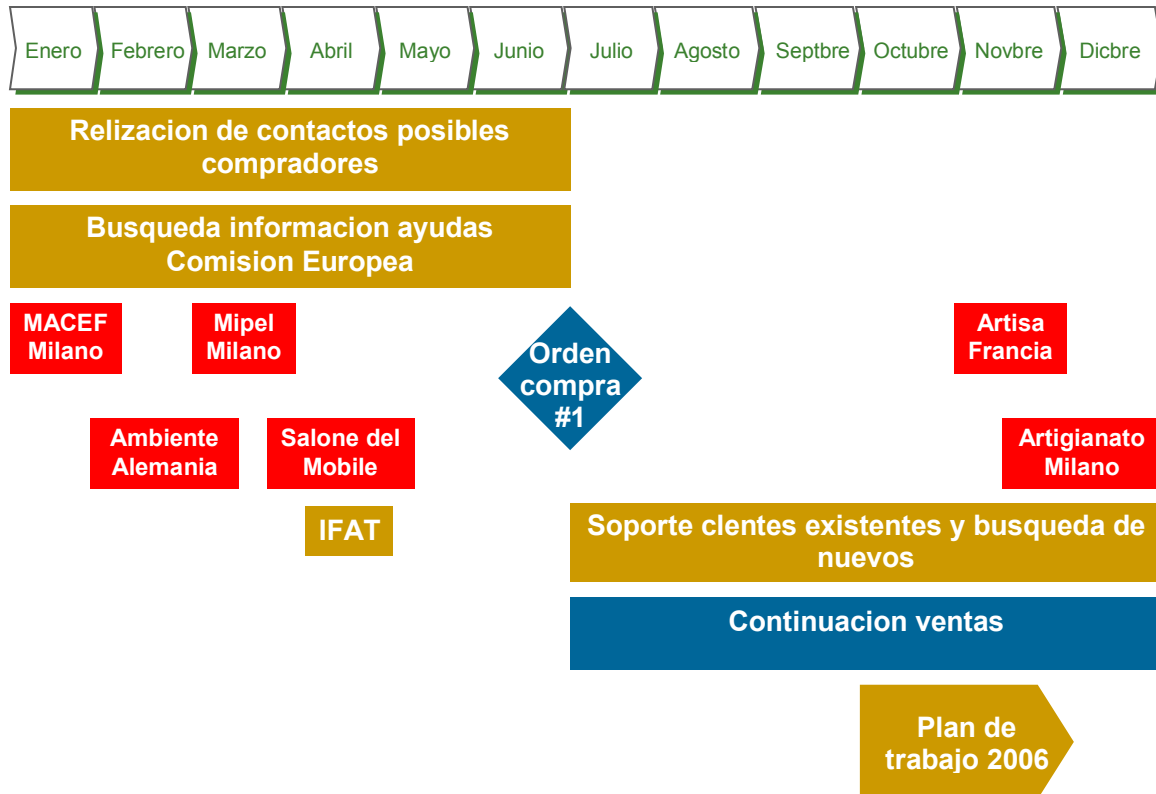 Enero Febrero Marzo Abril Mayo Junio Julio Agosto Septbre Octubre Novbre Dicbre
Relizacion de contactos posibles
compradores
Busqueda informacion ayudas
Comision Europea
MACEF
Milano
Mipel
Milano
Orden
compra
#1
Artisa
Francia
Ambiente
Alemania
Salone del
Mobile
Artigianato
Milano
IFAT
Soporte clentes existentes y busqueda de
nuevos
Continuacion ventas
Plan de
trabajo 2006